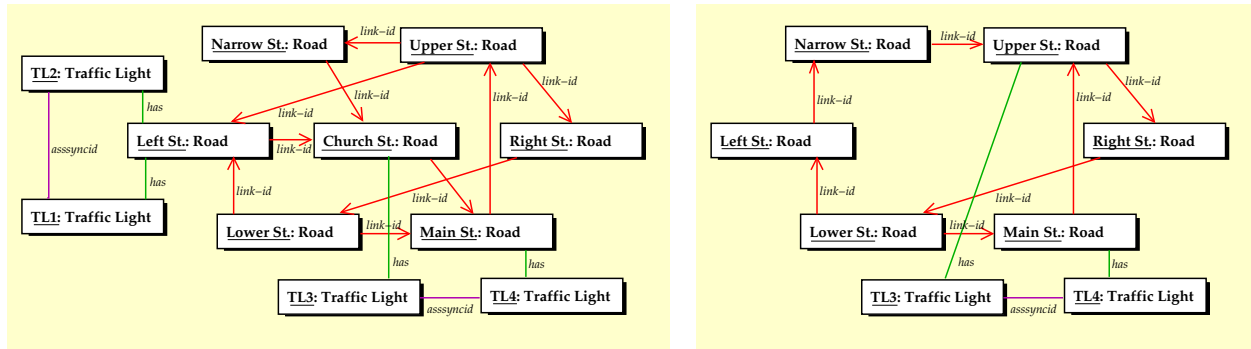 Narrow St.: Road
link−id
Upper St.: Road
TL2: Traffic Light
link−id
link−id
link−id
has
link−id
Left St.: Road
link−id
Church St.: Road
Right St.: Road
asssyncid
has
link−id
link−id
TL1: Traffic Light
Lower St.: Road
link−id
Main St.: Road
has
has
TL3: Traffic Light
asssyncid
TL4: Traffic Light
Narrow St.: Road
link−id
Upper St.: Road
link−id
link−id
link−id
Left St.: Road
Right St.: Road
link−id
link−id
Lower St.: Road
link−id
Main St.: Road
has
has
TL3: Traffic Light
asssyncid
TL4: Traffic Light